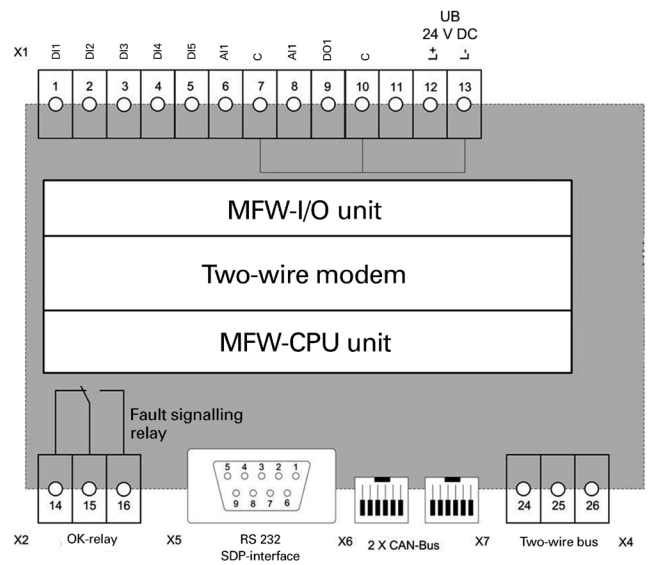 UB
24 V DC
X1 DI1 DI2 DI3 DI4 DI5 AI1 C AI1 DO1 C L+ L-
1 2 3 4 5 6 7 8 9 10 11 12 13
MFW-I/O unit
Two-wire modem
MFW-CPU unit
Fault signalling
relay
5 4 3 2 1
9 8 7 6
14 15 16 24 25 26
X2 OK-relay X5 RS 232 X6 2 X CAN-Bus X7 Two-wire bus X4
SDP-interface